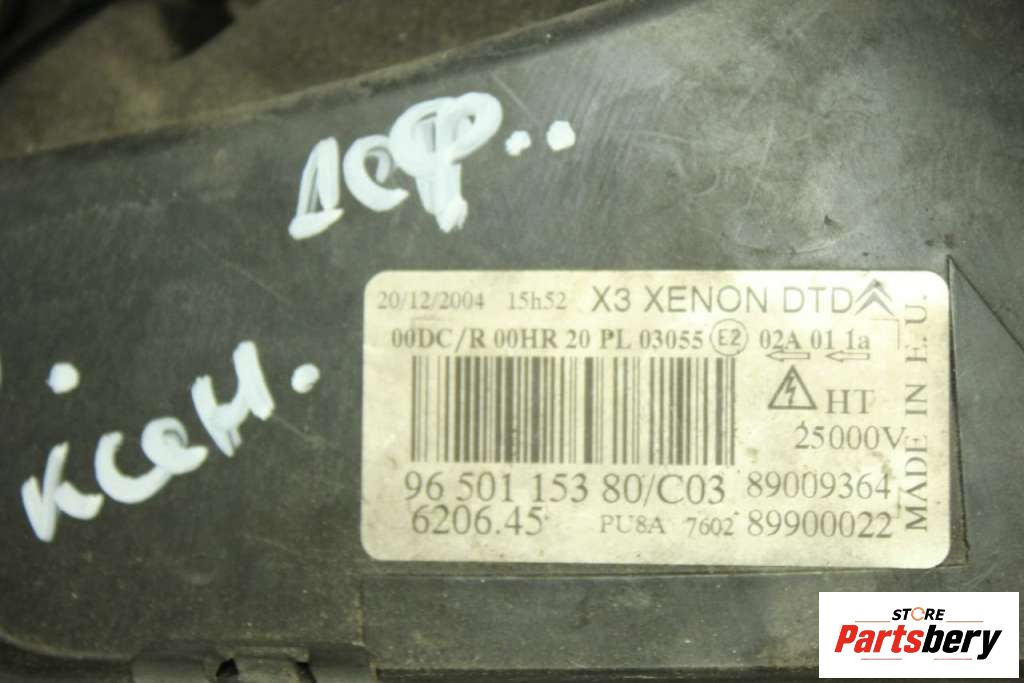 дсф..
ксен.
20/12/2004 15h52 X3 XENON DTD
00DC/R 00HR 20 PL 03055 E2 02A 01 1a
HT
25000V
96 501 153 80/C03 89009364
6206.45 PU8A 7602 89900022
MADE IN E.U.
STORE
Partsbery